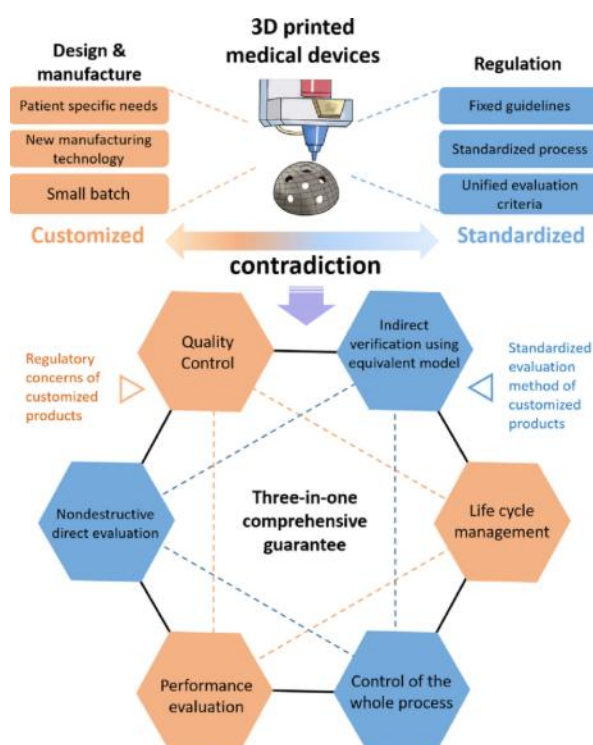 3D printed
medical devices
Design &
manufacture
Patient specific needs
New manufacturing
technology
Small batch
Customized
Regulation
Fixed guidelines
Standardized process
Unified evaluation
criteria
Standardized
contradiction
Regulatory
concerns of
customized
products
Quality
Control
Indirect
verification using
equivalent model
Standardized
evaluation
method of
customized
products
Nondestructive
direct evaluation
Three-in-one
comprehensive
guarantee
Life cycle
management
Performance
evaluation
Control of the
whole process